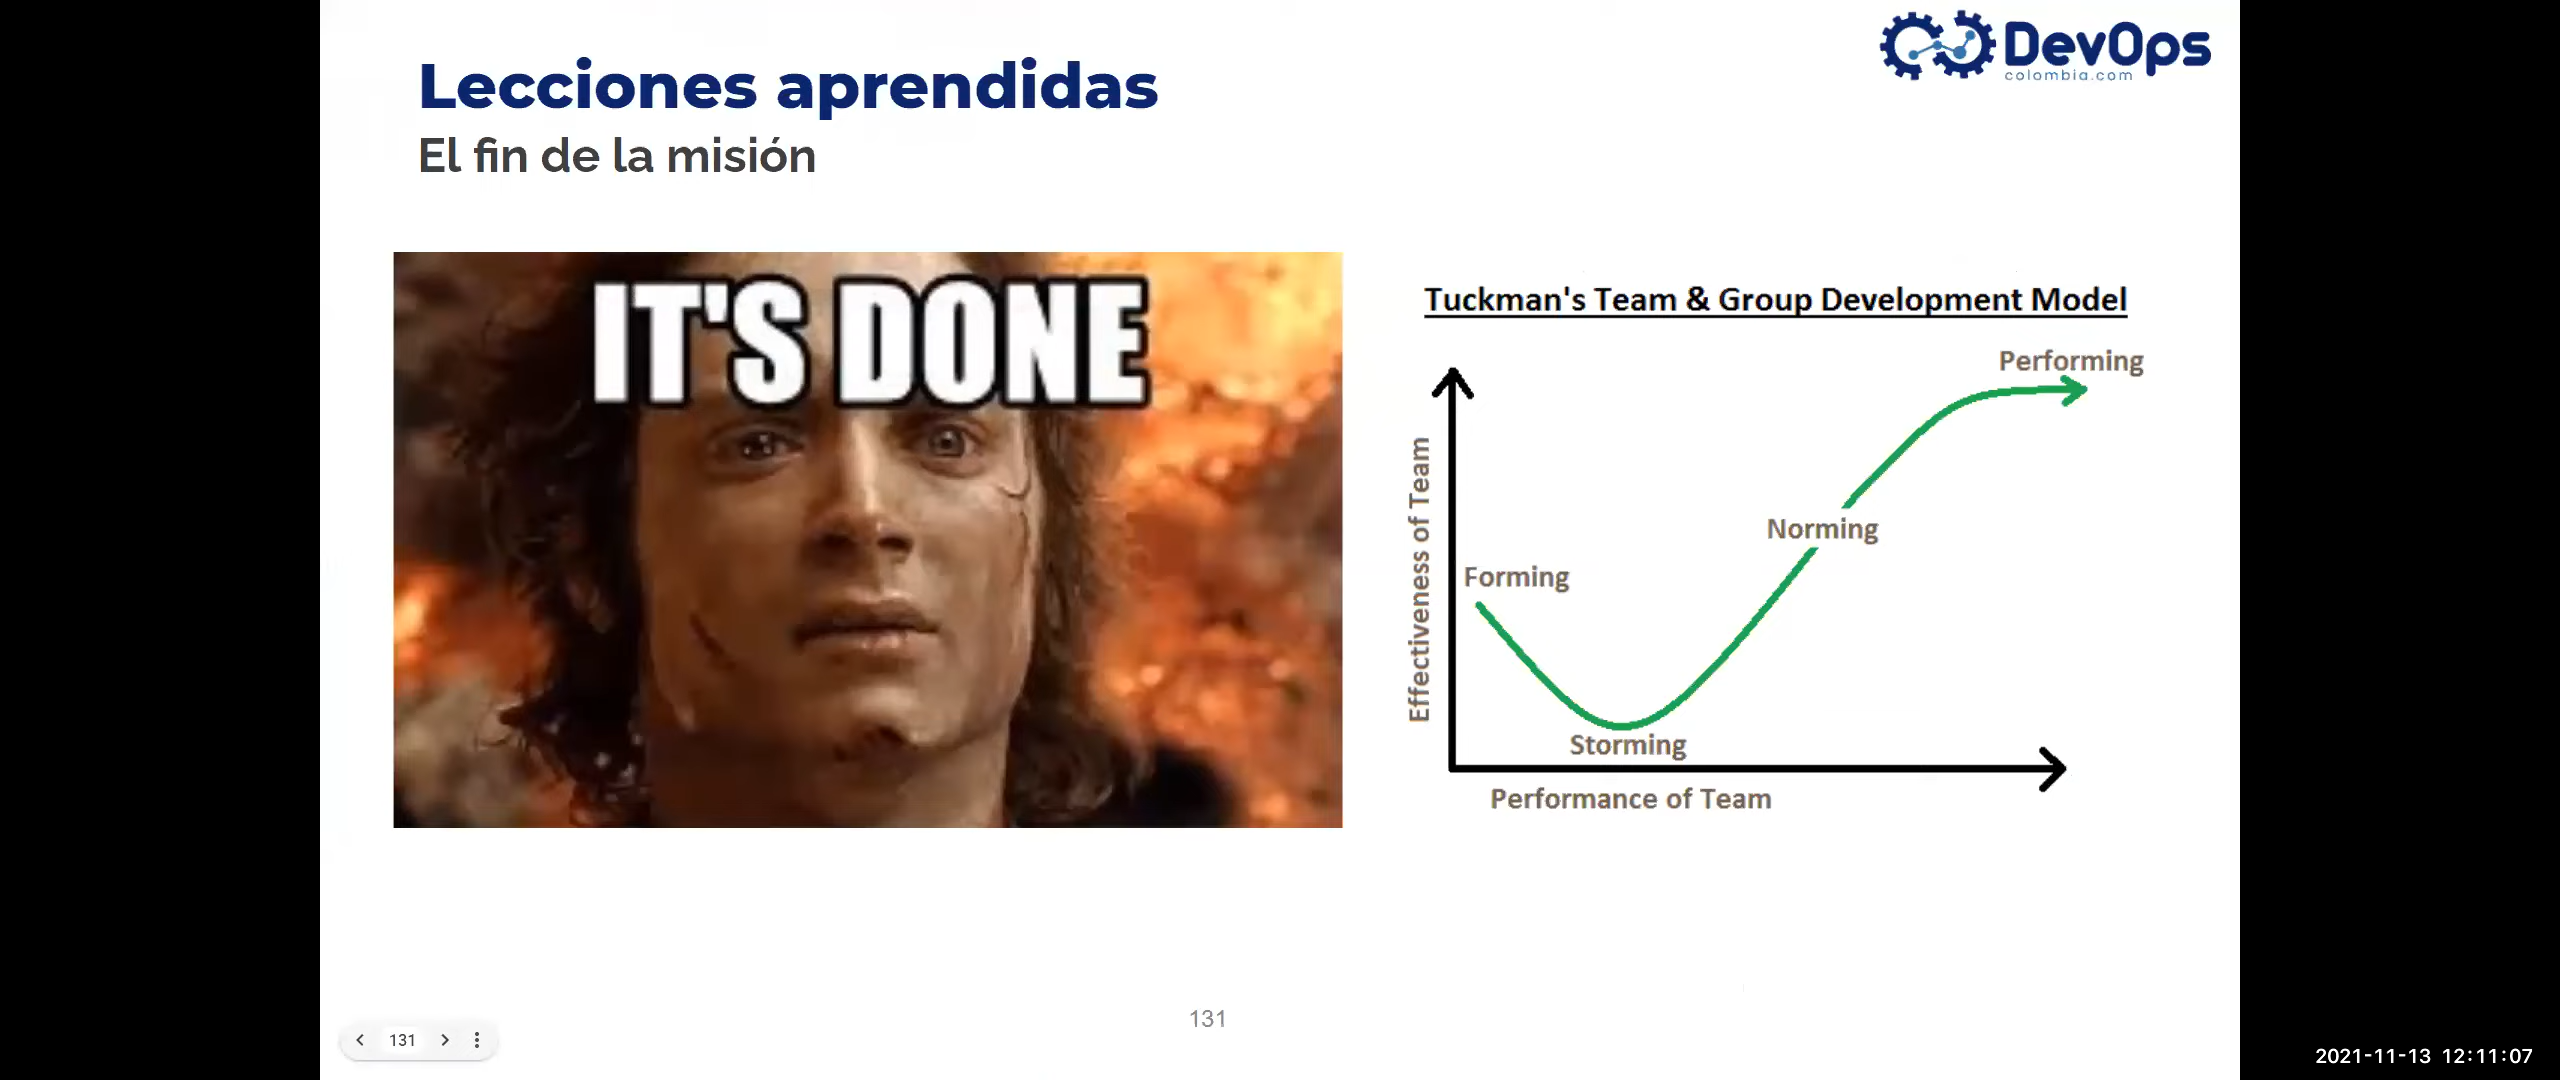 DevOps
colombia.com
Lecciones aprendidas
El fin de la misión
IT'S DONE
Tuckman's Team & Group Development Model
Performing
Norming
Forming
Storming
Effectiveness of Team
Performance of Team
131
131
2021-11-13 12:11:07